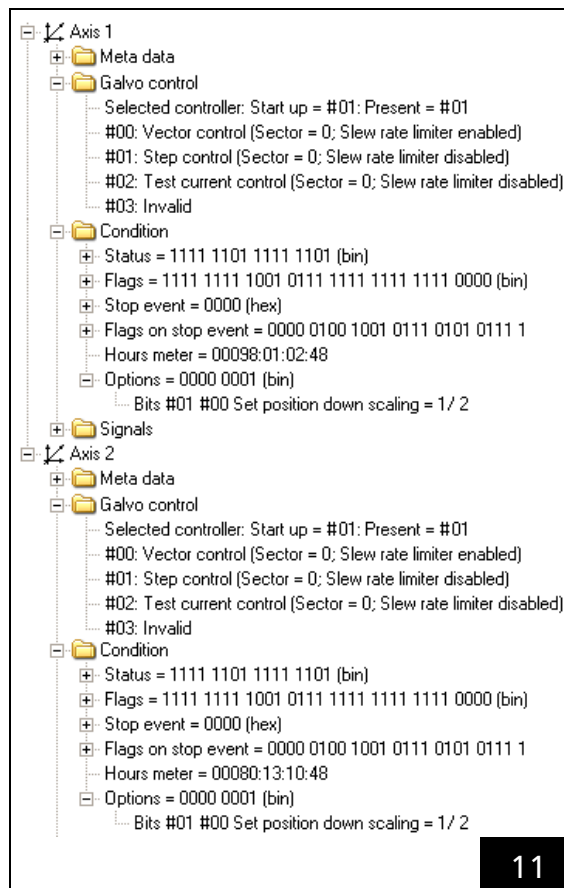 Axis 1
Meta data
Galvo control
Selected controller: Start up = #01: Present = #01
#00: Vector control (Sector = 0; Slew rate limiter enabled)
#01: Step control (Sector = 0; Slew rate limiter disabled)
#02: Test current control (Sector = 0; Slew rate limiter disabled)
#03: Invalid
Condition
Status = 1111 1101 1111 1101 (bin)
Flags = 1111 1111 1001 0111 1111 1111 1111 0000 (bin)
Stop event = 0000 (hex)
Flags on stop event = 0000 0100 1001 0111 0101 0111 1
Hours meter = 00098:01:02:48
Options = 0000 0001 (bin)
Bits #01 #00 Set position down scaling = 1/ 2
Signals
Axis 2
Meta data
Galvo control
Selected controller: Start up = #01: Present = #01
#00: Vector control (Sector = 0; Slew rate limiter enabled)
#01: Step control (Sector = 0; Slew rate limiter disabled)
#02: Test current control (Sector = 0; Slew rate limiter disabled)
#03: Invalid
Condition
Status = 1111 1101 1111 1101 (bin)
Flags = 1111 1111 1001 0111 1111 1111 1111 0000 (bin)
Stop event = 0000 (hex)
Flags on stop event = 0000 0100 1001 0111 0101 0111 1
Hours meter = 00080:13:10:48
Options = 0000 0001 (bin)
Bits #01 #00 Set position down scaling = 1/ 2
11